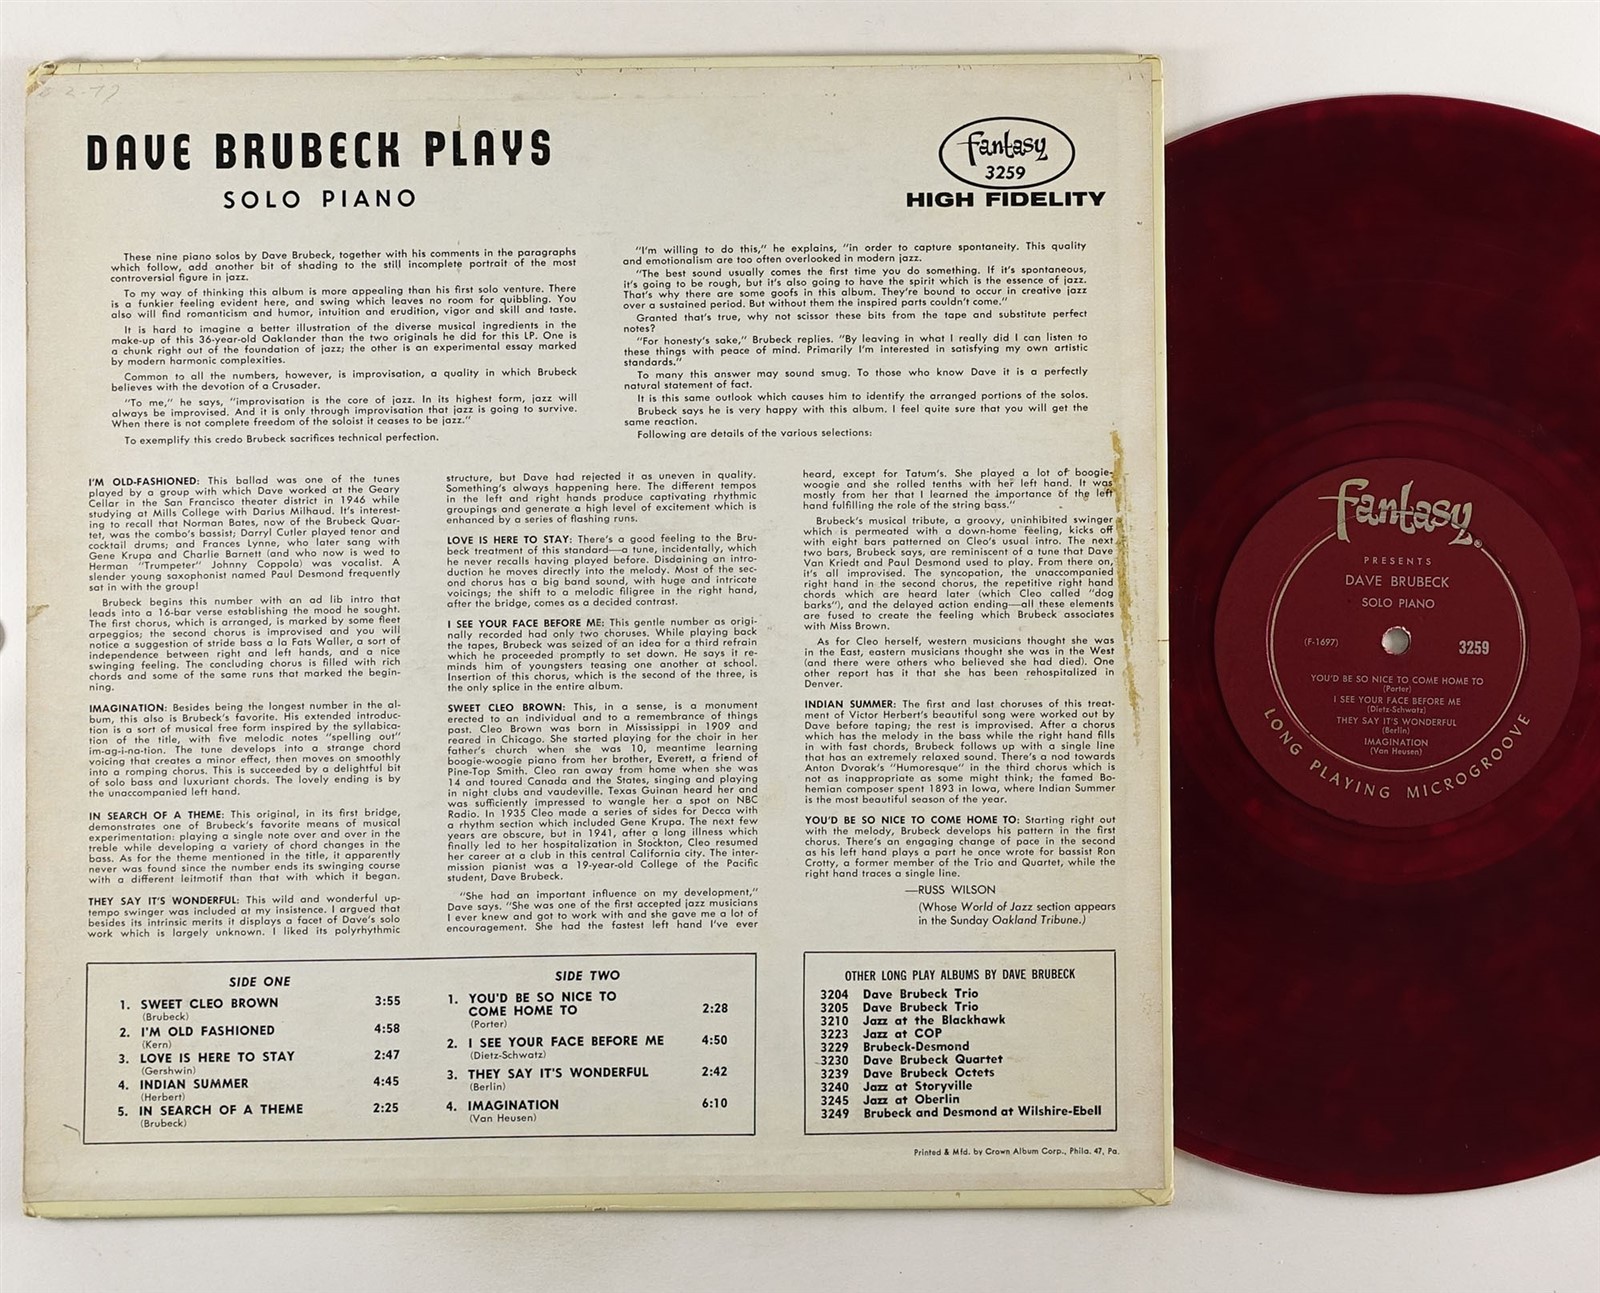 DAVE BRUBECK PLAYS
SOLO PIANO
Fantasy
3259
HIGH FIDELITY
These nine piano solos by Dave Brubeck, together with his comments in the paragraphs
which follow, add another bit of shading to the still incomplete portrait of the most
controversial figure in jazz.
To my way of thinking this album is more appealing than his first solo venture. There
is a funkier feeling evident here, and swing which leaves no room for quibbling. You
also will find romanticism and humor, intuition and erudition, vigor and skill and taste.
It is hard to imagine a better illustration of the diverse musical ingredients in the
make-up of this 36-year-old Oaklander than the two originals he did for this LP. One is
a chunk right out of the foundation of jazz; the other is an experimental essay marked
by modern harmonic complexities.
Common to all the numbers, however, is improvisation, a quality in which Brubeck
believes with the devotion of a Crusader.
"To me," he says, "improvisation is the core of jazz. In its highest form, jazz will
always be improvised. And it is only through improvisation that jazz is going to survive.
When there is not complete freedom of the soloist it ceases to be jazz."
To exemplify this credo Brubeck sacrifices technical perfection.
"I'm willing to do this," he explains, "in order to capture spontaneity. This quality
and emotionalism are too often overlooked in modern jazz.
"The best sound usually comes the first time you do something. If it's spontaneous,
it's going to be rough, but it's also going to have the spirit which is the essence of jazz.
That's why there are some goofs in this album. They're bound to occur in creative jazz
over a sustained period. But without them the inspired parts couldn't come."
Granted that's true, why not scissor these bits from the tape and substitute perfect
notes?
"For honesty's sake," Brubeck replies. "By leaving in what I really did I can listen to
these things with peace of mind. Primarily I'm interested in satisfying my own artistic
standards."
To many this answer may sound smug. To those who know Dave it is a perfectly
natural statement of fact.
It is this same outlook which causes him to identify the arranged portions of the solos.
Brubeck says he is very happy with this album. I feel quite sure that you will get the
same reaction.
Following are details of the various selections:
I'M OLD-FASHIONED: This ballad was one of the tunes
played by a group with which Dave worked at the Geary
Cellar in the San Francisco theater district in 1946 while
studying at Mills College with Darius Milhaud. It's interest-
ing to recall that Norman Bates, now of the Brubeck Quar-
tet, was the combo's bassist; Darryl Cutler played tenor and
cocktail drums; and Frances Lynne, who later sang with
Gene Krupa and Charlie Barnett (and who now is wed to
Herman "Trumpeter" Johnny Coppola) was vocalist. A
slender young saxophonist named Paul Desmond frequently
sat in with the group!
Brubeck begins this number with an ad lib intro that
leads into a 16-bar verse establishing the mood he sought.
The first chorus, which is arranged, is marked by some fleet
arpeggios; the second chorus is improvised and you will
notice a suggestion of stride bass a la Fats Waller, a sort of
independence between right and left hands, and a nice
swinging feeling. The concluding chorus is filled with rich
chords and some of the same runs that marked the begin-
ning.
IMAGINATION: Besides being the longest number in the al-
bum, this also is Brubeck's favorite. His extended introduc-
tion is a sort of musical free form inspired by the syllabica-
tion of the title, with five melodic notes "spelling out"
im-ag-i-na-tion. The tune develops into a strange chord
voicing that creates a minor effect, then moves on smoothly
into a romping chorus. This is succeeded by a delightful bit
of solo bass and luxuriant chords. The lovely ending is by
the unaccompanied left hand.
IN SEARCH OF A THEME: This original, in its first bridge,
demonstrates one of Brubeck's favorite means of musical
experimentation: playing a single note over and over in the
treble while developing a variety of chord changes in the
bass. As for the theme mentioned in the title, it apparently
never was found since the number ends its swinging course
with a different leitmotif than that with which it began.
THEY SAY IT'S WONDERFUL: This wild and wonderful up-
tempo swinger was included at my insistence. I argued that
besides its intrinsic merits it displays a facet of Dave's solo
work which is largely unknown. I liked its polyrhythmic
structure, but Dave had rejected it as uneven in quality.
Something's always happening here. The different tempos
in the left and right hands produce captivating rhythmic
groupings and generate a high level of excitement which is
enhanced by a series of flashing runs.
LOVE IS HERE TO STAY: There's a good feeling to the Bru-
beck treatment of this standard—a tune, incidentally, which
he never recalls having played before. Disdaining an intro-
duction he moves directly into the melody. Most of the sec-
ond chorus has a big band sound, with huge and intricate
voicings; the shift to a melodic filigree in the right hand,
after the bridge, comes as a decided contrast.
I SEE YOUR FACE BEFORE ME: This gentle number as origi-
nally recorded had only two choruses. While playing back
the tapes, Brubeck was seized of an idea for a third refrain
which he proceeded promptly to set down. He says it re-
minds him of youngsters teasing one another at school.
Insertion of this chorus, which is the second of the three, is
the only splice in the entire album.
SWEET CLEO BROWN: This, in a sense, is a monument
erected to an individual and to a remembrance of things
past. Cleo Brown was born in Mississippi in 1909 and
reared in Chicago. She started playing for the choir in her
father's church when she was 10, meantime learning
boogie-woogie piano from her brother, Everett, a friend of
Pine-Top Smith. Cleo ran away from home when she was
14 and toured Canada and the States, singing and playing
in night clubs and vaudeville. Texas Guinan heard her and
was sufficiently impressed to wangle her a spot on NBC
Radio. In 1935 Cleo made a series of sides for Decca with
a rhythm section which included Gene Krupa. The next few
years are obscure, but in 1941, after a long illness which
finally led to her hospitalization in Stockton, Cleo resumed
her career at a club in this central California city. The inter-
mission pianist was a 19-year-old College of the Pacific
student, Dave Brubeck.
"She had an important influence on my development,"
Dave says. "She was one of the first accepted jazz musicians
I ever knew and got to work with and she gave me a lot of
encouragement. She had the fastest left hand I've ever
heard, except for Tatum's. She played a lot of boogie-
woogie and she rolled tenths with her left hand. It was
mostly from her that I learned the importance of the left
hand fulfilling the role of the string bass."
Brubeck's musical tribute, a groovy, uninhibited swinger
which is permeated with a down-home feeling, kicks off
with eight bars patterned on Cleo's usual intro. The next
two bars, Brubeck says, are reminiscent of a tune that Dave
Van Kriedt and Paul Desmond used to play. From there on,
it's all improvised. The syncopation, the unaccompanied
right hand in the second chorus, the repetitive right hand
chords which are heard later (which Cleo called "dog
barks"), and the delayed action ending—all these elements
are fused to create the feeling which Brubeck associates
with Miss Brown.
As for Cleo herself, western musicians thought she was
in the East, eastern musicians thought she was in the West
(and there were others who believed she had died). One
other report has it that she has been rehospitalized in
Denver.
INDIAN SUMMER: The first and last choruses of this treat-
ment of Victor Herbert's beautiful song were worked out by
Dave before taping; the rest is improvised. After a chorus
which has the melody in the bass while the right hand fills
in with fast chords, Brubeck follows up with a single line
that has an extremely relaxed sound. There's a nod towards
Anton Dvorak's "Humoresque" in the third chorus which is
not as inappropriate as some might think; the famed Bo-
hemian composer spent 1893 in Iowa, where Indian Summer
is the most beautiful season of the year.
YOU'D BE SO NICE TO COME HOME TO: Starting right out
with the melody, Brubeck develops his pattern in the first
chorus. There's an engaging change of pace in the second
as his left hand plays a part he once wrote for bassist Ron
Crotty, a former member of the Trio and Quartet, while the
right hand traces a single line.
—RUSS WILSON
(Whose World of Jazz section appears
in the Sunday Oakland Tribune.)
SIDE ONE
1. SWEET CLEO BROWN 3:55
(Brubeck)
2. I'M OLD FASHIONED 4:58
(Kern)
3. LOVE IS HERE TO STAY 2:47
(Gershwin)
4. INDIAN SUMMER 4:45
(Herbert)
5. IN SEARCH OF A THEME 2:25
(Brubeck)
SIDE TWO
1. YOU'D BE SO NICE TO
COME HOME TO 2:28
(Porter)
2. I SEE YOUR FACE BEFORE ME 4:50
(Dietz-Schwatz)
3. THEY SAY IT'S WONDERFUL 2:42
(Berlin)
4. IMAGINATION 6:10
(Van Heusen)
OTHER LONG PLAY ALBUMS BY DAVE BRUBECK
3204 Dave Brubeck Trio
3205 Dave Brubeck Trio
3210 Jazz at the Blackhawk
3223 Jazz at COP
3229 Brubeck-Desmond
3230 Dave Brubeck Quartet
3239 Dave Brubeck Octets
3240 Jazz at Storyville
3245 Jazz at Oberlin
3249 Brubeck and Desmond at Wilshire-Ebell
Printed & Mfd. by Crown Album Corp., Phila. 47, Pa.
Fantasy®
PRESENTS
DAVE BRUBECK
SOLO PIANO
(F-1697)
3259
YOU'D BE SO NICE TO COME HOME TO
(Porter)
I SEE YOUR FACE BEFORE ME
(Dietz-Schwatz)
THEY SAY IT'S WONDERFUL
(Berlin)
IMAGINATION
(Van Heusen)
LONG PLAYING MICROGROOVE